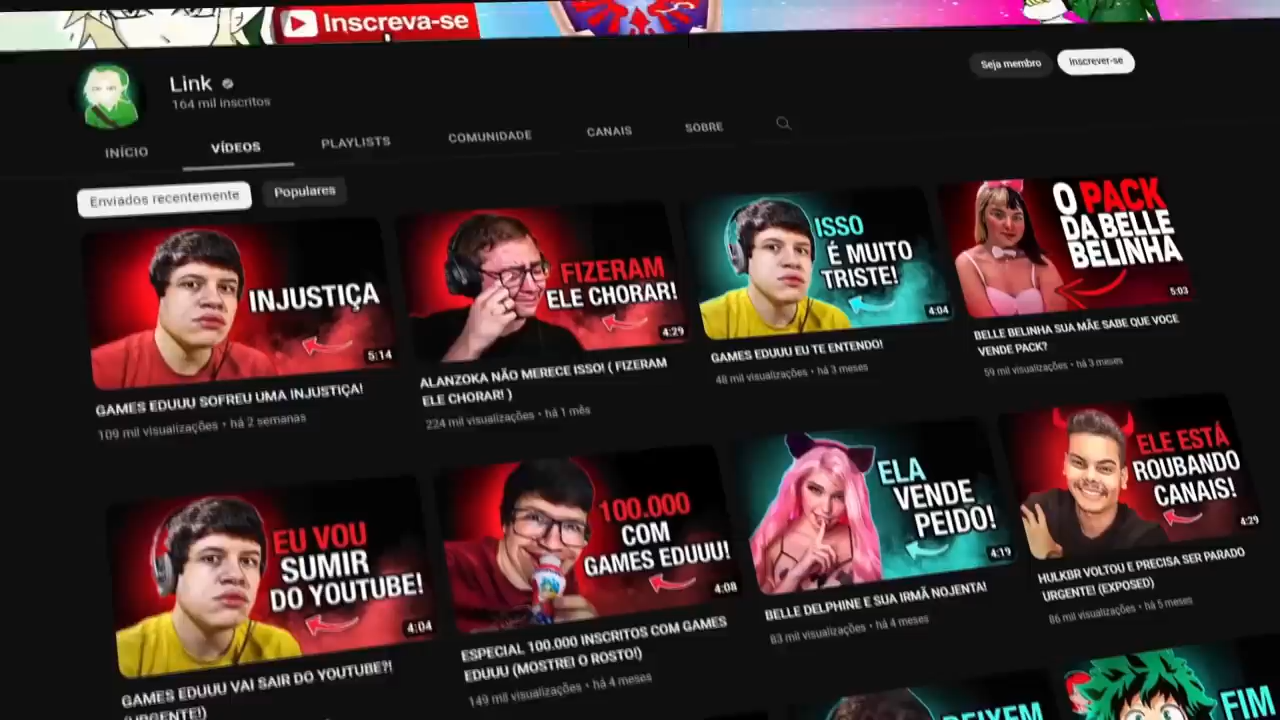 Inscreva-se
Link
164 mil inscritos
Seja membro
Inscrever-se
INÍCIO
VÍDEOS
PLAYLISTS
COMUNIDADE
CANAIS
SOBRE
Enviados recentemente
Populares
INJUSTIÇA
5:14
GAMES EDUUU SOFREU UMA INJUSTIÇA!
109 mil visualizações • há 2 semanas
FIZERAM
ELE CHORAR!
4:29
ALANZOKA NÃO MERECE ISSO! ( FIZERAM
ELE CHORAR! )
224 mil visualizações • há 1 mês
ISSO
É MUITO
TRISTE!
4:04
GAMES EDUUU EU TE ENTENDO!
48 mil visualizações • há 3 meses
O PACK
DA BELLE
BELINHA
5:03
BELLE BELINHA SUA MÃE SABE QUE VOCE
VENDE PACK?
59 mil visualizações • há 3 meses
EU VOU
SUMIR
DO YOUTUBE!
4:04
GAMES EDUUU VAI SAIR DO YOUTUBE?!
(URGENTE!)
100.000
COM
GAMES EDUUU!
4:08
ESPECIAL 100.000 INSCRITOS COM GAMES
EDUUU (MOSTREI O ROSTO!)
149 mil visualizações • há 4 meses
ELA
VENDE
PEIDO!
4:19
BELLE DELPHINE E SUA IRMÃ NOJENTA!
83 mil visualizações • há 4 meses
ELE ESTÁ
ROUBANDO
CANAIS!
4:29
HULKBR VOLTOU E PRECISA SER PARADO
URGENTE! (EXPOSED)
86 mil visualizações • há 5 meses
DEIXEM
FIM